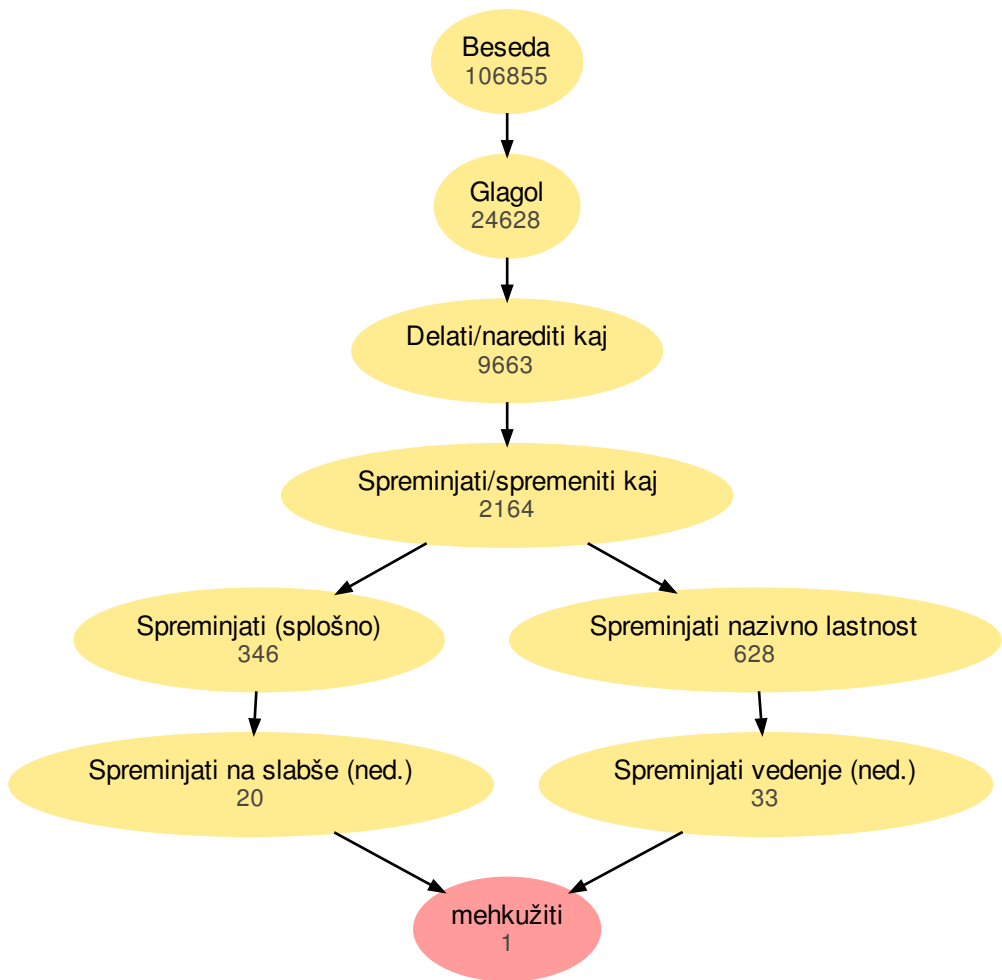 Beseda
106855
Glagol
24628
Delati/narediti kaj
9663
Spreminjati/spremeniti kaj
2164
Spreminjati (splošno)
346
Spreminjati nazivno lastnost
628
Spreminjati na slabše (ned.)
20
Spreminjati vedenje (ned.)
33
mehkužiti
1